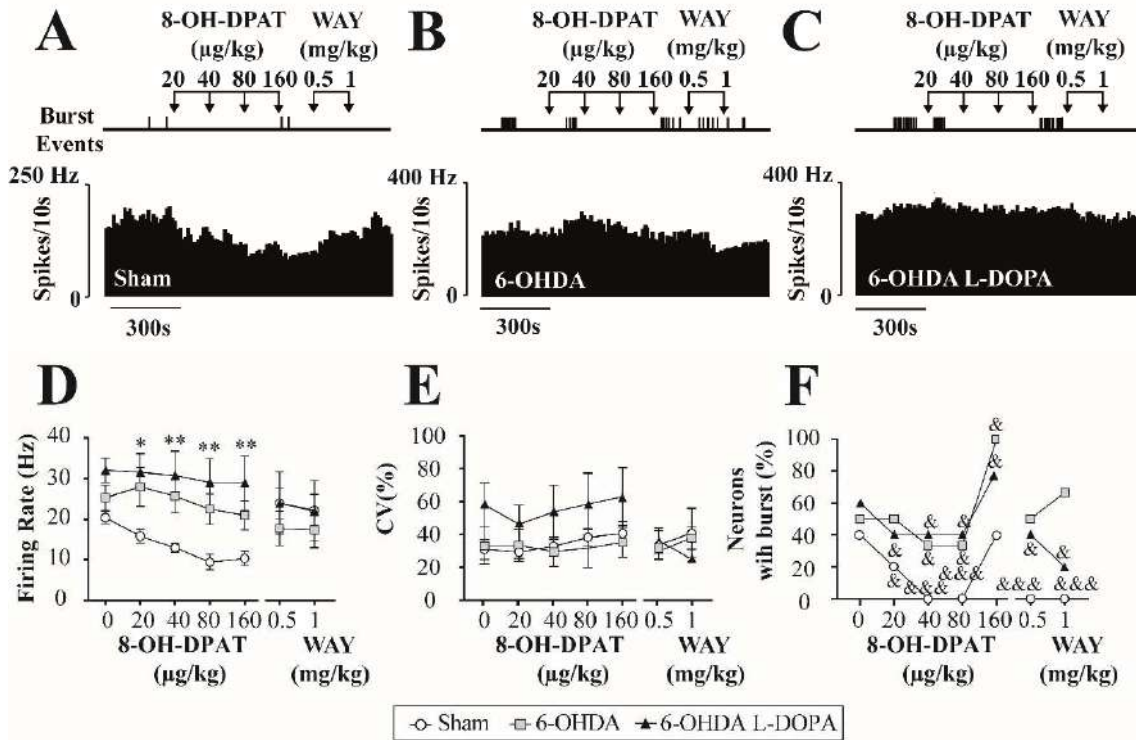 A 8-OH-DPAT (µg/kg) WAY (mg/kg)
20 40 80 160 0.5 1
Burst Events
250 Hz
Spikes/10s
0
Sham
300s
B 8-OH-DPAT (µg/kg) WAY (mg/kg)
20 40 80 160 0.5 1
400 Hz
Spikes/10s
0
6-OHDA
300s
C 8-OH-DPAT (µg/kg) WAY (mg/kg)
20 40 80 160 0.5 1
400 Hz
Spikes/10s
0
6-OHDA L-DOPA
300s
D
Firing Rate (Hz)
40
30
20
10
0
* ** ** **
0 20 40 80 160 0.5 1
8-OH-DPAT WAY
(µg/kg) (mg/kg)
E
CV(%)
100
80
60
40
20
0
0 20 40 80 160 0.5 1
8-OH-DPAT WAY
(µg/kg) (mg/kg)
F
Neurons
wih burst (%)
100
80
60
40
20
0
&
&
& & &
& & & &
& &&& &&& &&& &&&
0 20 40 80 160 0.5 1
8-OH-DPAT WAY
(µg/kg) (mg/kg)
Sham 6-OHDA 6-OHDA L-DOPA